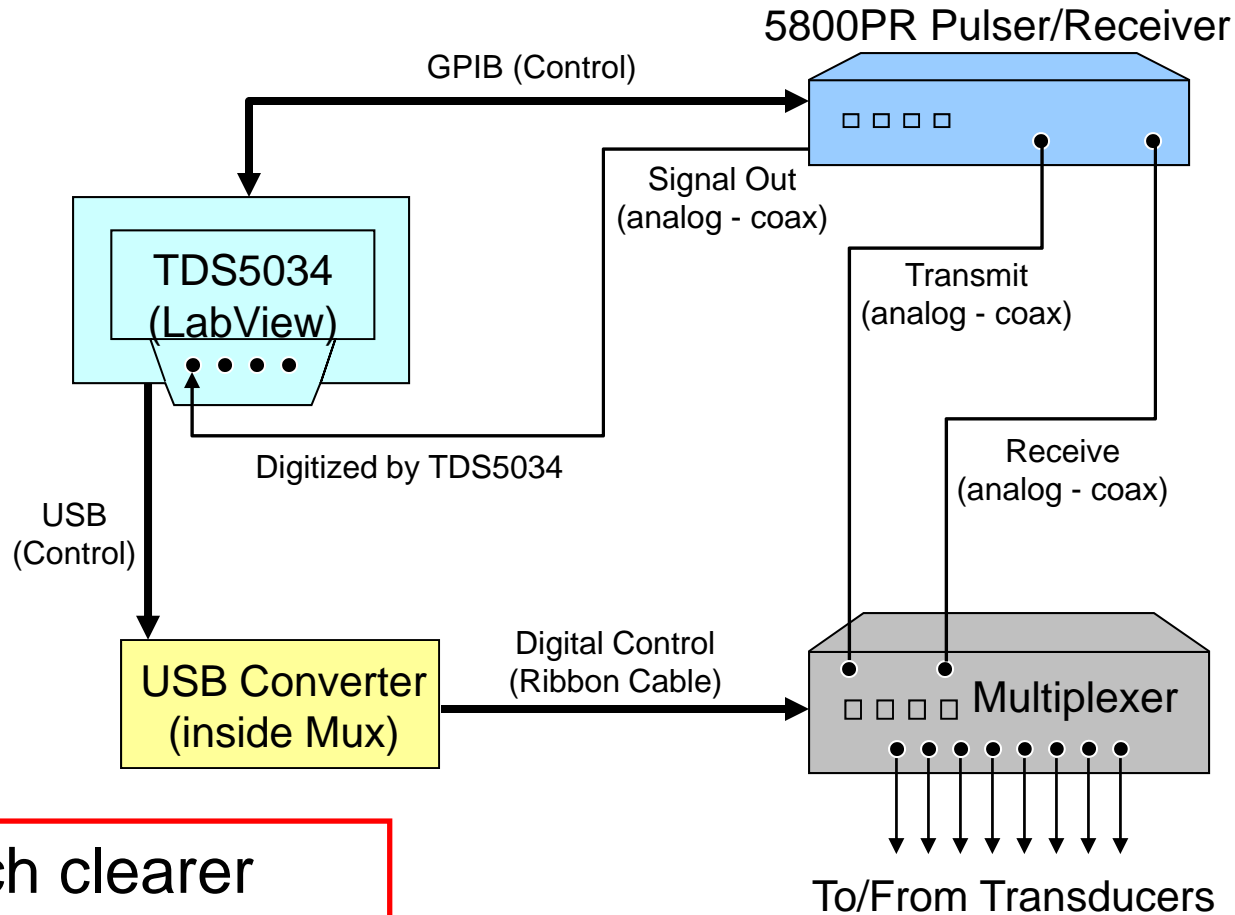 5800PR Pulser/Receiver
GPIB (Control)
Signal Out
(analog - coax)
TDS5034
(LabView)
Transmit
(analog - coax)
Digitized by TDS5034
Receive
(analog - coax)
USB
(Control)
USB Converter
(inside Mux)
Digital Control
(Ribbon Cable)
Multiplexer
clearer
To/From Transducers